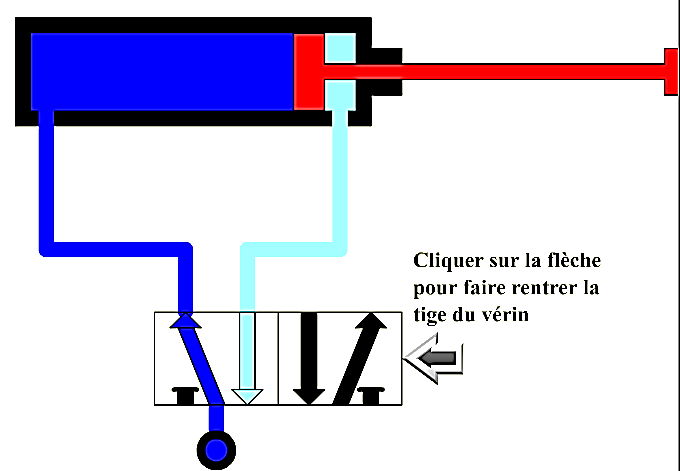 Cliquer sur la flèche
pour faire rentrer la
tige du vérin